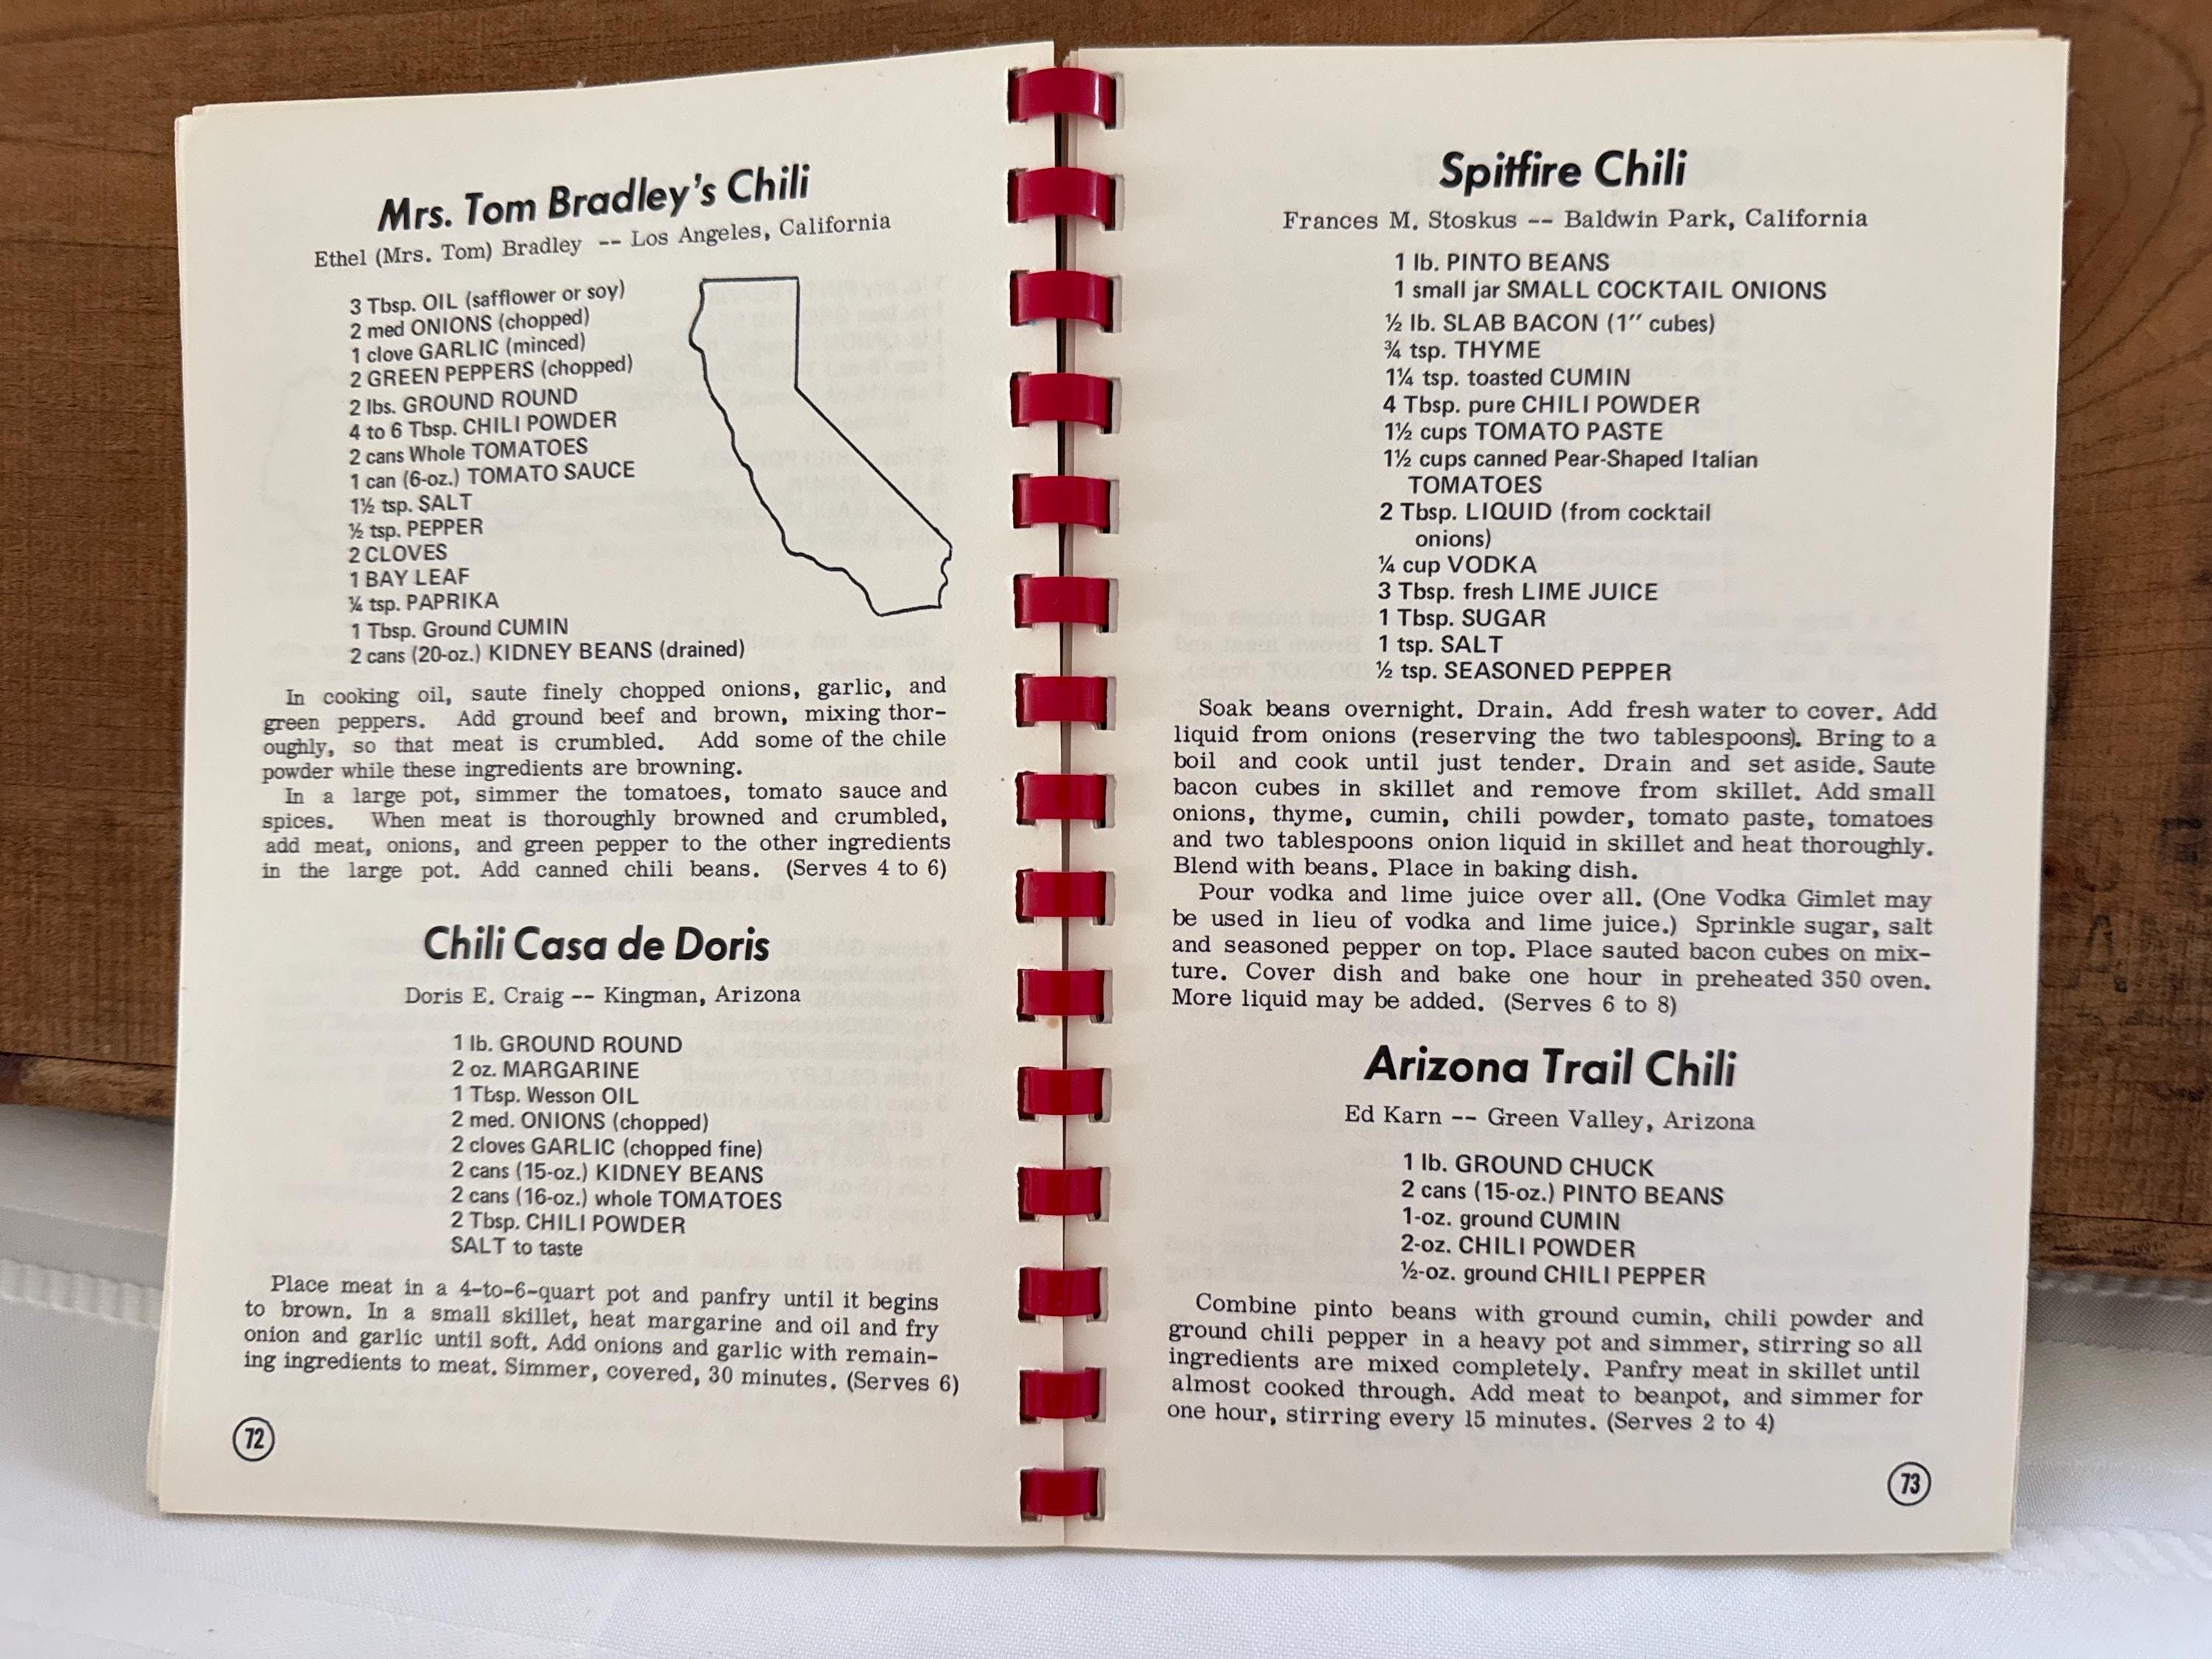 Mrs. Tom Bradley's Chili
Ethel (Mrs. Tom) Bradley -- Los Angeles, California
3 Tbsp. OIL (safflower or soy)
2 med ONIONS (chopped)
1 clove GARLIC (minced)
2 GREEN PEPPERS (chopped)
2 lbs. GROUND ROUND
4 to 6 Tbsp. CHILI POWDER
2 cans Whole TOMATOES
1 can (6-oz.) TOMATO SAUCE
1½ tsp. SALT
½ tsp. PEPPER
2 CLOVES
1 BAY LEAF
¼ tsp. PAPRIKA
1 Tbsp. Ground CUMIN
2 cans (20-oz.) KIDNEY BEANS (drained)
In cooking oil, saute finely chopped onions, garlic, and
green peppers. Add ground beef and brown, mixing thor-
oughly, so that meat is crumbled. Add some of the chile
powder while these ingredients are browning.
In a large pot, simmer the tomatoes, tomato sauce and
spices. When meat is thoroughly browned and crumbled,
add meat, onions, and green pepper to the other ingredients
in the large pot. Add canned chili beans. (Serves 4 to 6)
Chili Casa de Doris
Doris E. Craig -- Kingman, Arizona
1 lb. GROUND ROUND
2 oz. MARGARINE
1 Tbsp. Wesson OIL
2 med. ONIONS (chopped)
2 cloves GARLIC (chopped fine)
2 cans (15-oz.) KIDNEY BEANS
2 cans (16-oz.) whole TOMATOES
2 Tbsp. CHILI POWDER
SALT to taste
Place meat in a 4-to-6-quart pot and panfry until it begins
to brown. In a small skillet, heat margarine and oil and fry
onion and garlic until soft. Add onions and garlic with remain-
ing ingredients to meat. Simmer, covered, 30 minutes. (Serves 6)
72
Spitfire Chili
Frances M. Stoskus -- Baldwin Park, California
1 lb. PINTO BEANS
1 small jar SMALL COCKTAIL ONIONS
½ lb. SLAB BACON (1" cubes)
¾ tsp. THYME
1¼ tsp. toasted CUMIN
4 Tbsp. pure CHILI POWDER
1½ cups TOMATO PASTE
1½ cups canned Pear-Shaped Italian
TOMATOES
2 Tbsp. LIQUID (from cocktail
onions)
¼ cup VODKA
3 Tbsp. fresh LIME JUICE
1 Tbsp. SUGAR
1 tsp. SALT
½ tsp. SEASONED PEPPER
Soak beans overnight. Drain. Add fresh water to cover. Add
liquid from onions (reserving the two tablespoons). Bring to a
boil and cook until just tender. Drain and set aside. Saute
bacon cubes in skillet and remove from skillet. Add small
onions, thyme, cumin, chili powder, tomato paste, tomatoes
and two tablespoons onion liquid in skillet and heat thoroughly.
Blend with beans. Place in baking dish.
Pour vodka and lime juice over all. (One Vodka Gimlet may
be used in lieu of vodka and lime juice.) Sprinkle sugar, salt
and seasoned pepper on top. Place sauted bacon cubes on mix-
ture. Cover dish and bake one hour in preheated 350 oven.
More liquid may be added. (Serves 6 to 8)
Arizona Trail Chili
Ed Karn -- Green Valley, Arizona
1 lb. GROUND CHUCK
2 cans (15-oz.) PINTO BEANS
1-oz. ground CUMIN
2-oz. CHILI POWDER
½-oz. ground CHILI PEPPER
Combine pinto beans with ground cumin, chili powder and
ground chili pepper in a heavy pot and simmer, stirring so all
ingredients are mixed completely. Panfry meat in skillet until
almost cooked through. Add meat to beanpot, and simmer for
one hour, stirring every 15 minutes. (Serves 2 to 4)
73